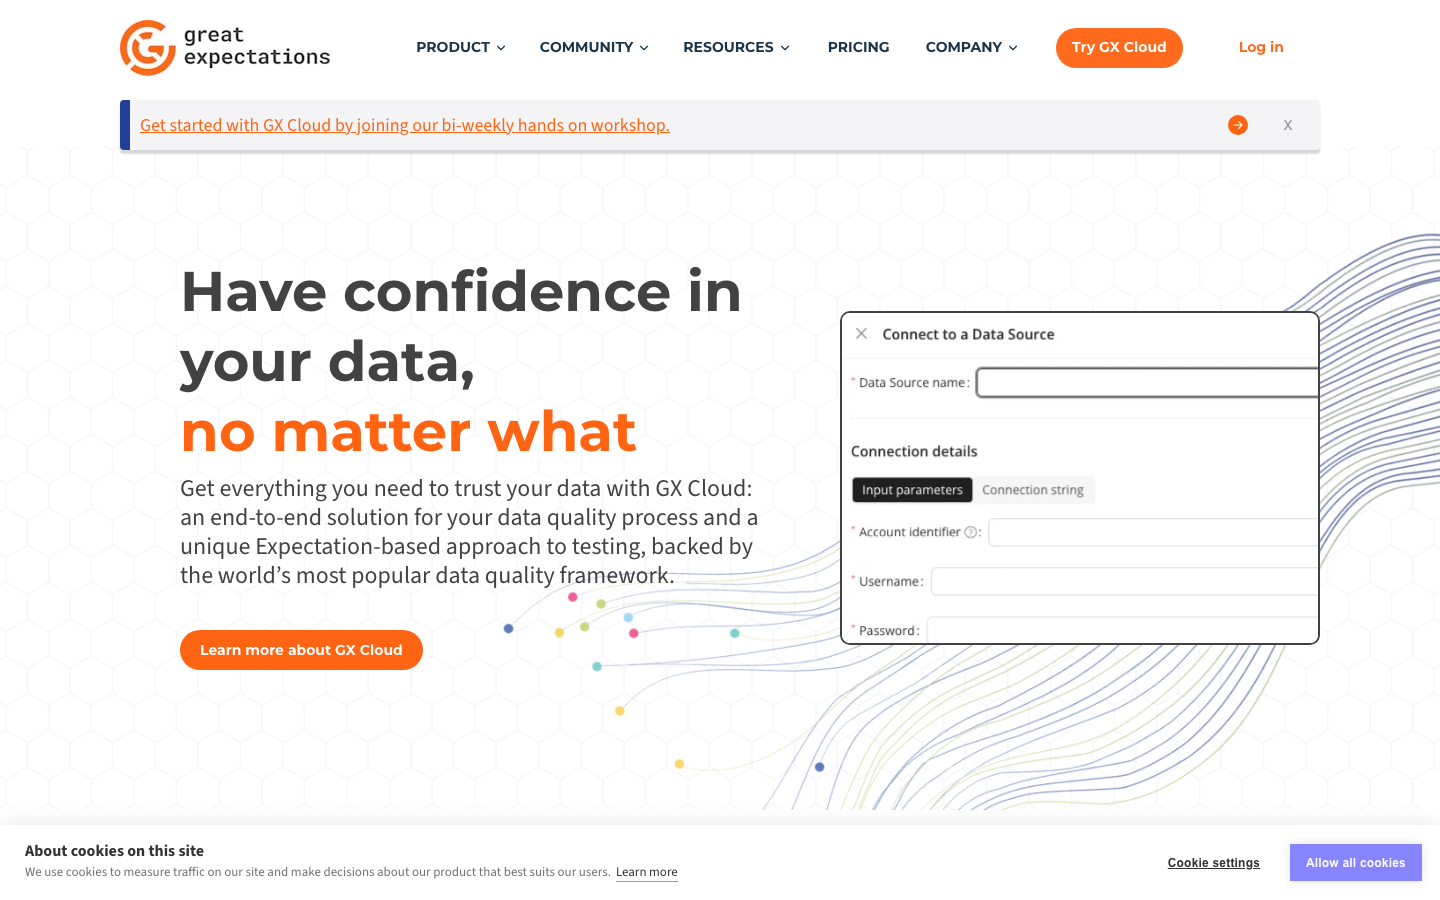 great
expectations
PRODUCT
COMMUNITY
RESOURCES
PRICING
COMPANY
Try GX Cloud
Log in
Get started with GX Cloud by joining our bi-weekly hands on workshop.
X
Have confidence in
your data,
no matter what
Get everything you need to trust your data with GX Cloud:
an end-to-end solution for your data quality process and a
unique Expectation-based approach to testing, backed by
the world’s most popular data quality framework.
Learn more about GX Cloud
Connect to a Data Source
* Data Source name:
Connection details
Input parameters
Connection string
* Account identifier ? :
* Username:
* Password:
About cookies on this site
We use cookies to measure traffic on our site and make decisions about our product that best suits our users. Learn more
Cookie settings
Allow all cookies